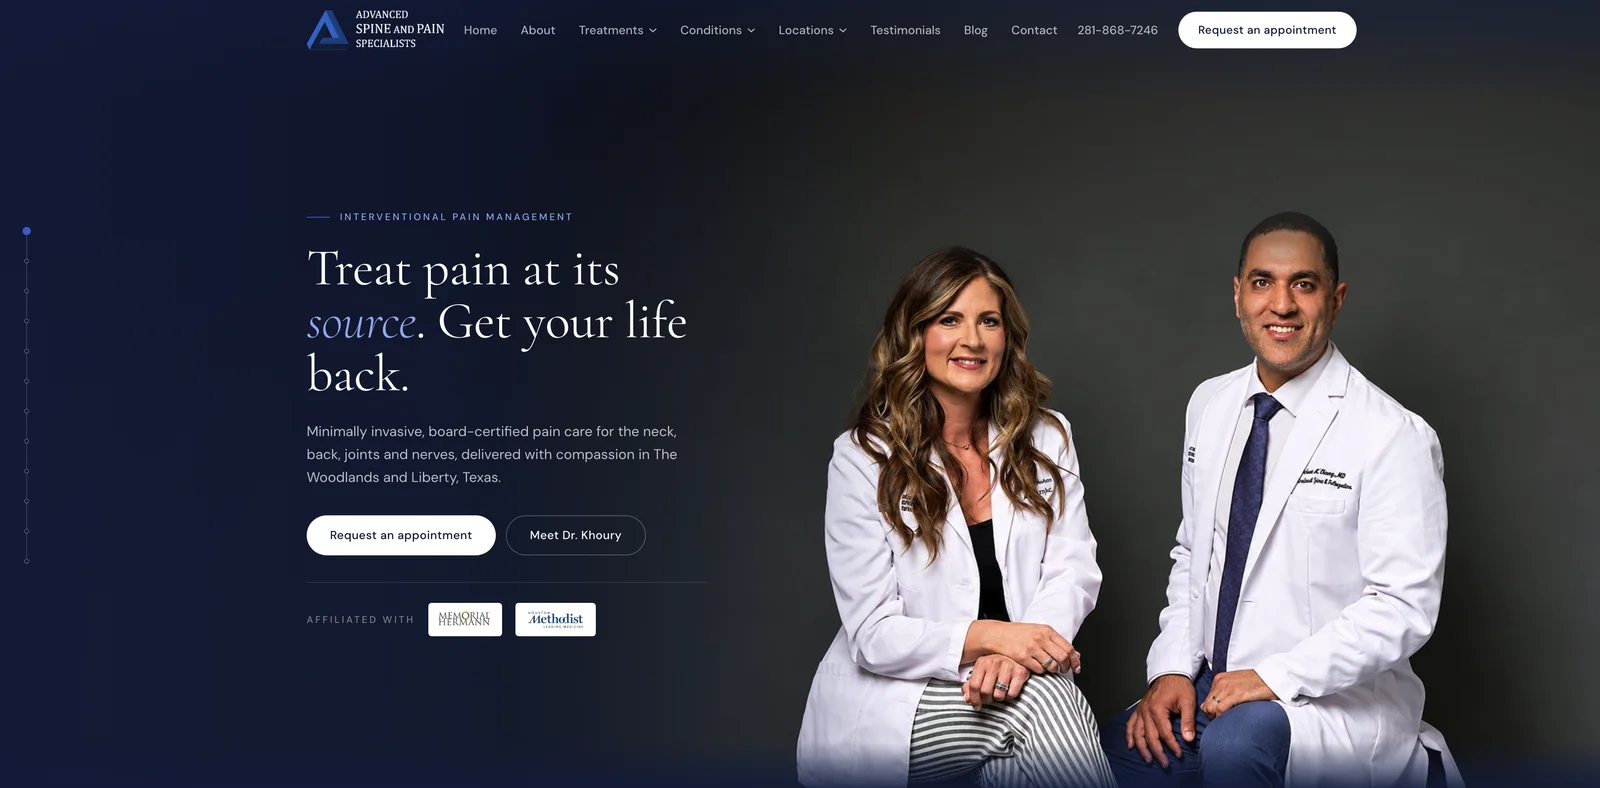 ADVANCED
SPINE AND PAIN
SPECIALISTS
Home
About
Treatments
Conditions
Locations
Testimonials
Blog
Contact
281-868-7246
Request an appointment
INTERVENTIONAL PAIN MANAGEMENT
Treat pain at its
source. Get your life
back.
Minimally invasive, board-certified pain care for the neck,
back, joints and nerves, delivered with compassion in The
Woodlands and Liberty, Texas.
Request an appointment
Meet Dr. Khoury
AFFILIATED WITH
MEMORIAL
HERMANN
HOUSTON
Methodist
LEADING MEDICINE